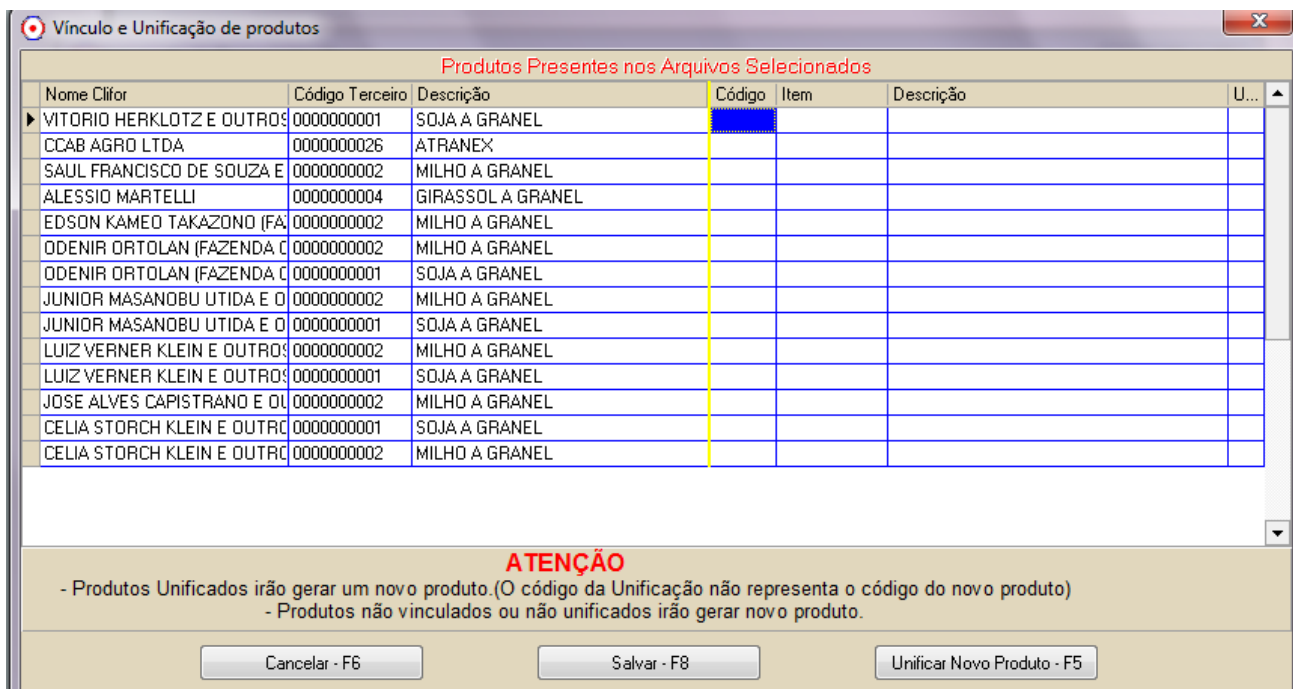 Vínculo e Unificação de produtos
Produtos Presentes nos Arquivos Selecionados
Nome Clifor Código Terceiro Descrição Código Item Descrição U...
VITORIO HERKLOTZ E OUTROS 0000000001 SOJA A GRANEL
CCAB AGRO LTDA 0000000026 ATRANEX
SAUL FRANCISCO DE SOUZA E 0000000002 MILHO A GRANEL
ALESSIO MARTELLI 0000000004 GIRASSOL A GRANEL
EDSON KAMEO TAKAZONO (FA 0000000002 MILHO A GRANEL
ODENIR ORTOLAN (FAZENDA 0000000002 MILHO A GRANEL
ODENIR ORTOLAN (FAZENDA 0000000001 SOJA A GRANEL
JUNIOR MASANOBU UTIDA E O 0000000002 MILHO A GRANEL
JUNIOR MASANOBU UTIDA E O 0000000001 SOJA A GRANEL
LUIZ VERNER KLEIN E OUTROS 0000000002 MILHO A GRANEL
LUIZ VERNER KLEIN E OUTROS 0000000001 SOJA A GRANEL
JOSE ALVES CAPISTRANO E OU 0000000002 MILHO A GRANEL
CELIA STORCH KLEIN E OUTRO 0000000001 SOJA A GRANEL
CELIA STORCH KLEIN E OUTRO 0000000002 MILHO A GRANEL
ATENÇÃO
- Produtos Unificados irão gerar um novo produto.(O código da Unificação não representa o código do novo produto)
- Produtos não vinculados ou não unificados irão gerar novo produto.
Cancelar - F6 Salvar - F8 Unificar Novo Produto - F5